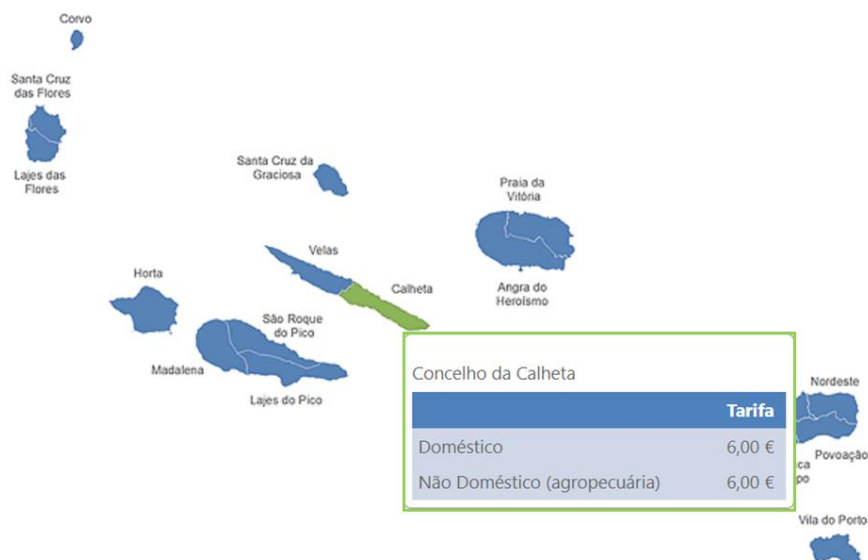 Corvo
Santa Cruz
das Flores
Lajes das
Flores
Santa Cruz da
Graciosa
Praia da
Vitória
Velas
Horta
Calheta
Angra do
Heroísmo
São Roque
do Pico
Madalena
Lajes do Pico
Concelho da Calheta
Tarifa
Doméstico 6,00 €
Não Doméstico (agropecuária) 6,00 €
Nordeste
Povoação
Vila do Porto